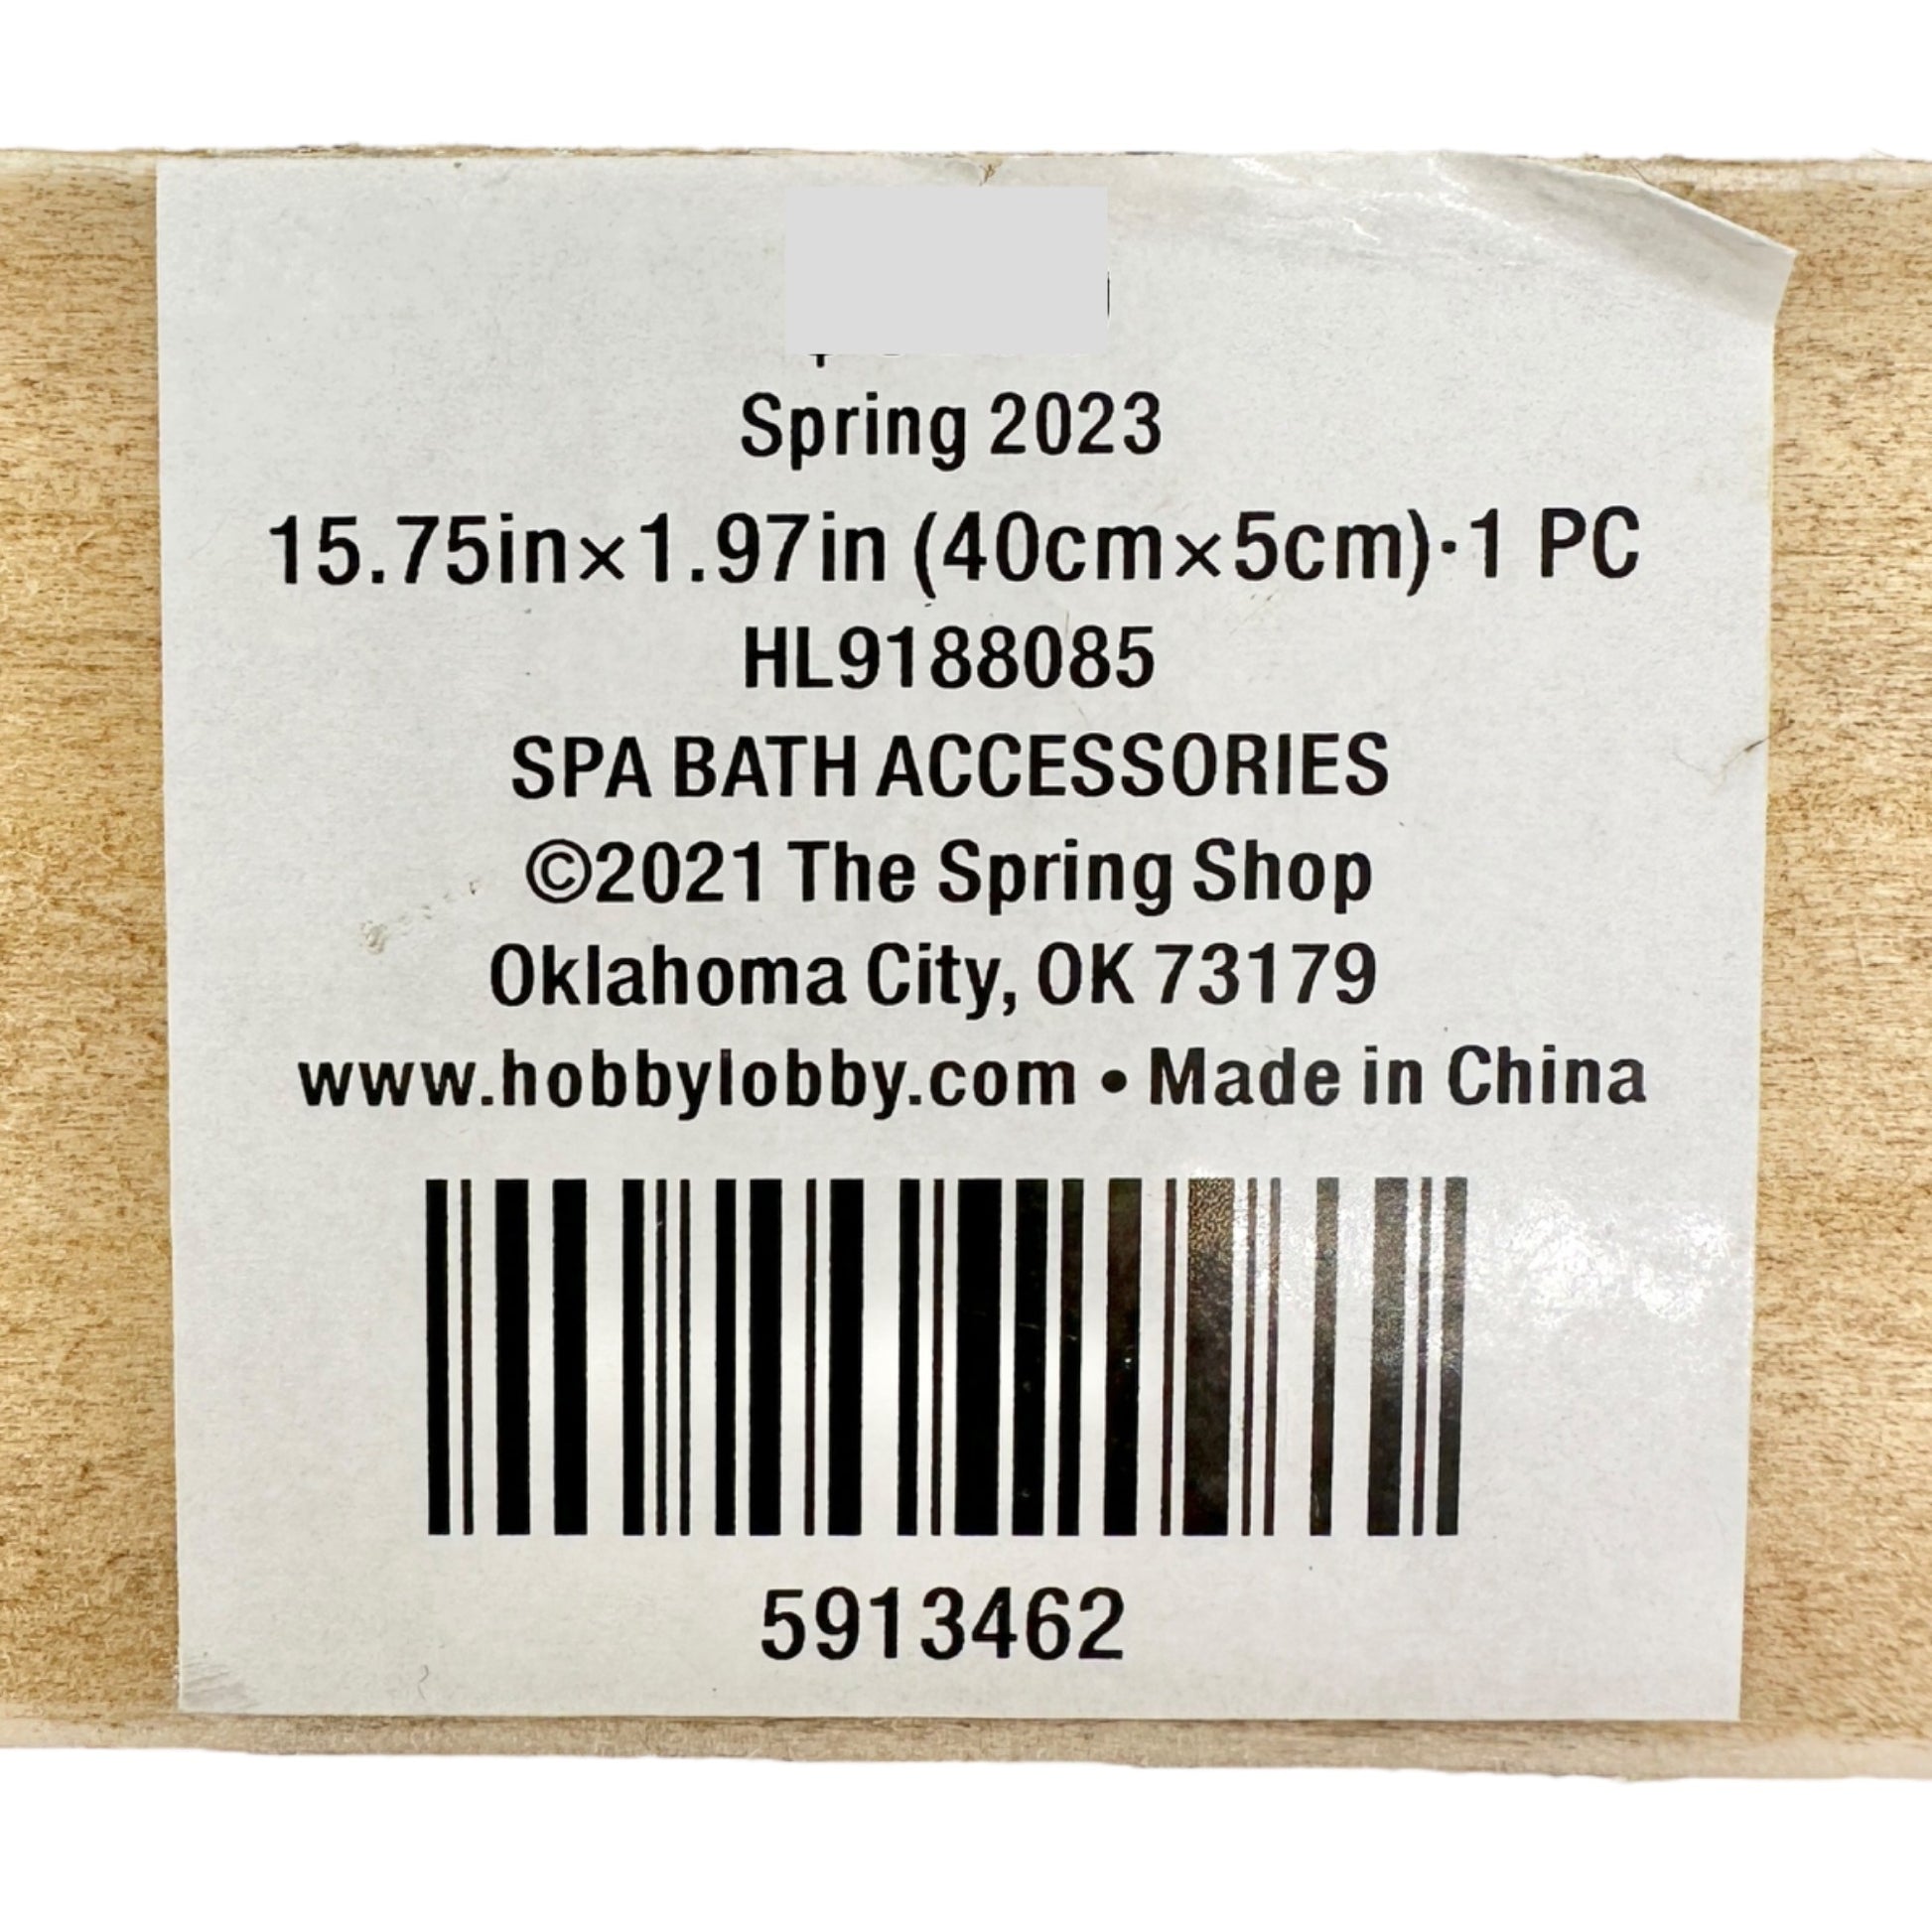 Spring 2023
15.75in×1.97in (40cm×5cm)·1 PC
HL9188085
SPA BATH ACCESSORIES
©2021 The Spring Shop
Oklahoma City, OK 73179
www.hobbylobby.com • Made in China
5913462